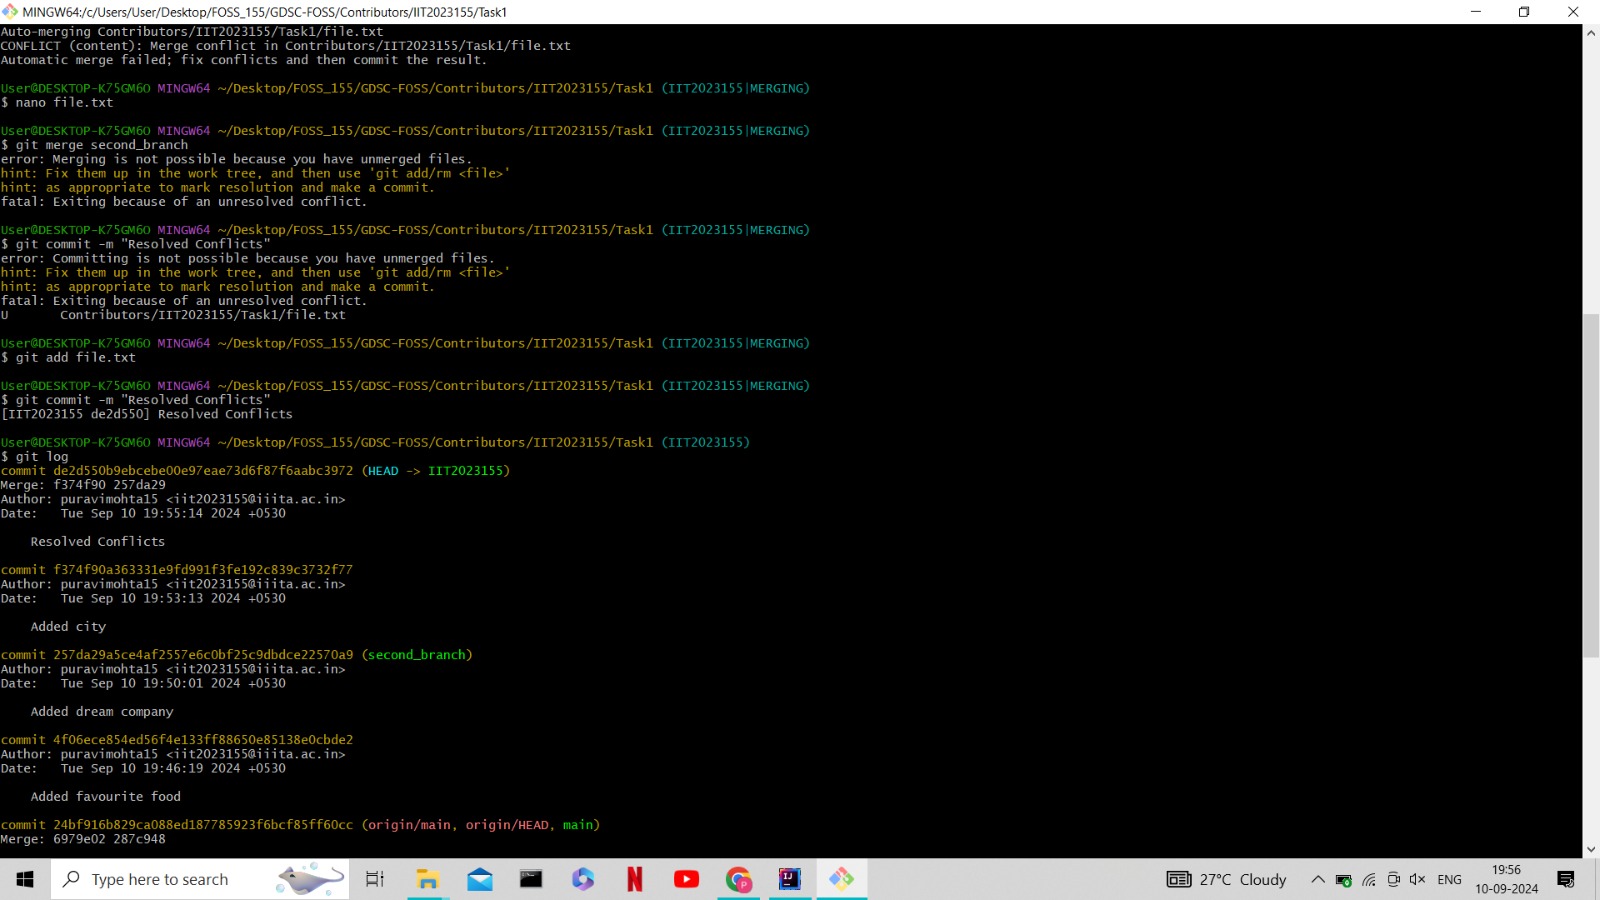 MINGW64:/c/Users/User/Desktop/FOSS_155/GDSC-FOSS/Contributors/IIT2023155/Task1
Auto-merging Contributors/IIT2023155/Task1/file.txt
CONFLICT (content): Merge conflict in Contributors/IIT2023155/Task1/file.txt
Automatic merge failed; fix conflicts and then commit the result.
User@DESKTOP-K75GM6O MINGW64 ~/Desktop/FOSS_155/GDSC-FOSS/Contributors/IIT2023155/Task1 (IIT2023155|MERGING)
$ nano file.txt
User@DESKTOP-K75GM6O MINGW64 ~/Desktop/FOSS_155/GDSC-FOSS/Contributors/IIT2023155/Task1 (IIT2023155|MERGING)
$ git merge second_branch
error: Merging is not possible because you have unmerged files.
hint: Fix them up in the work tree, and then use 'git add/rm <file>'
hint: as appropriate to mark resolution and make a commit.
fatal: Exiting because of an unresolved conflict.
User@DESKTOP-K75GM6O MINGW64 ~/Desktop/FOSS_155/GDSC-FOSS/Contributors/IIT2023155/Task1 (IIT2023155|MERGING)
$ git commit -m "Resolved Conflicts"
error: Committing is not possible because you have unmerged files.
hint: Fix them up in the work tree, and then use 'git add/rm <file>'
hint: as appropriate to mark resolution and make a commit.
fatal: Exiting because of an unresolved conflict.
U       Contributors/IIT2023155/Task1/file.txt
User@DESKTOP-K75GM6O MINGW64 ~/Desktop/FOSS_155/GDSC-FOSS/Contributors/IIT2023155/Task1 (IIT2023155|MERGING)
$ git add file.txt
User@DESKTOP-K75GM6O MINGW64 ~/Desktop/FOSS_155/GDSC-FOSS/Contributors/IIT2023155/Task1 (IIT2023155|MERGING)
$ git commit -m "Resolved Conflicts"
[IIT2023155 de2d550] Resolved Conflicts
User@DESKTOP-K75GM6O MINGW64 ~/Desktop/FOSS_155/GDSC-FOSS/Contributors/IIT2023155/Task1 (IIT2023155)
$ git log
commit de2d550b9ebcebe00e97eae73d6f87f6aabc3972 (HEAD -> IIT2023155)
Merge: f374f90 257da29
Author: puravimohta15 <iit2023155@iiita.ac.in>
Date:   Tue Sep 10 19:55:14 2024 +0530
    Resolved Conflicts
commit f374f90a363331e9fd991f3fe192c839c3732f77
Author: puravimohta15 <iit2023155@iiita.ac.in>
Date:   Tue Sep 10 19:53:13 2024 +0530
    Added city
commit 257da29a5ce4af2557e6c0bf25c9dbdce22570a9 (second_branch)
Author: puravimohta15 <iit2023155@iiita.ac.in>
Date:   Tue Sep 10 19:50:01 2024 +0530
    Added dream company
commit 4f06ece854ed56f4e133ff88650e85138e0cbde2
Author: puravimohta15 <iit2023155@iiita.ac.in>
Date:   Tue Sep 10 19:46:19 2024 +0530
    Added favourite food
commit 24bf916b829ca088ed187785923f6bcf85ff60cc (origin/main, origin/HEAD, main)
Merge: 6979e02 287c948
Type here to search
27°C Cloudy
ENG
19:56
10-09-2024